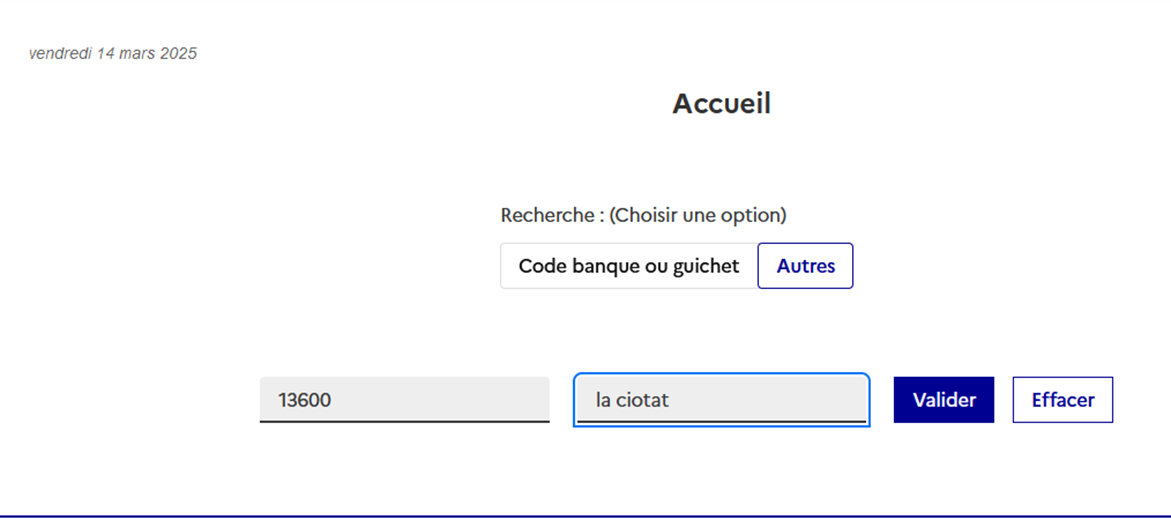 vendredi 14 mars 2025
Accueil
Recherche : (Choisir une option)
Code banque ou guichet Autres
13600 la ciotat Valider Effacer